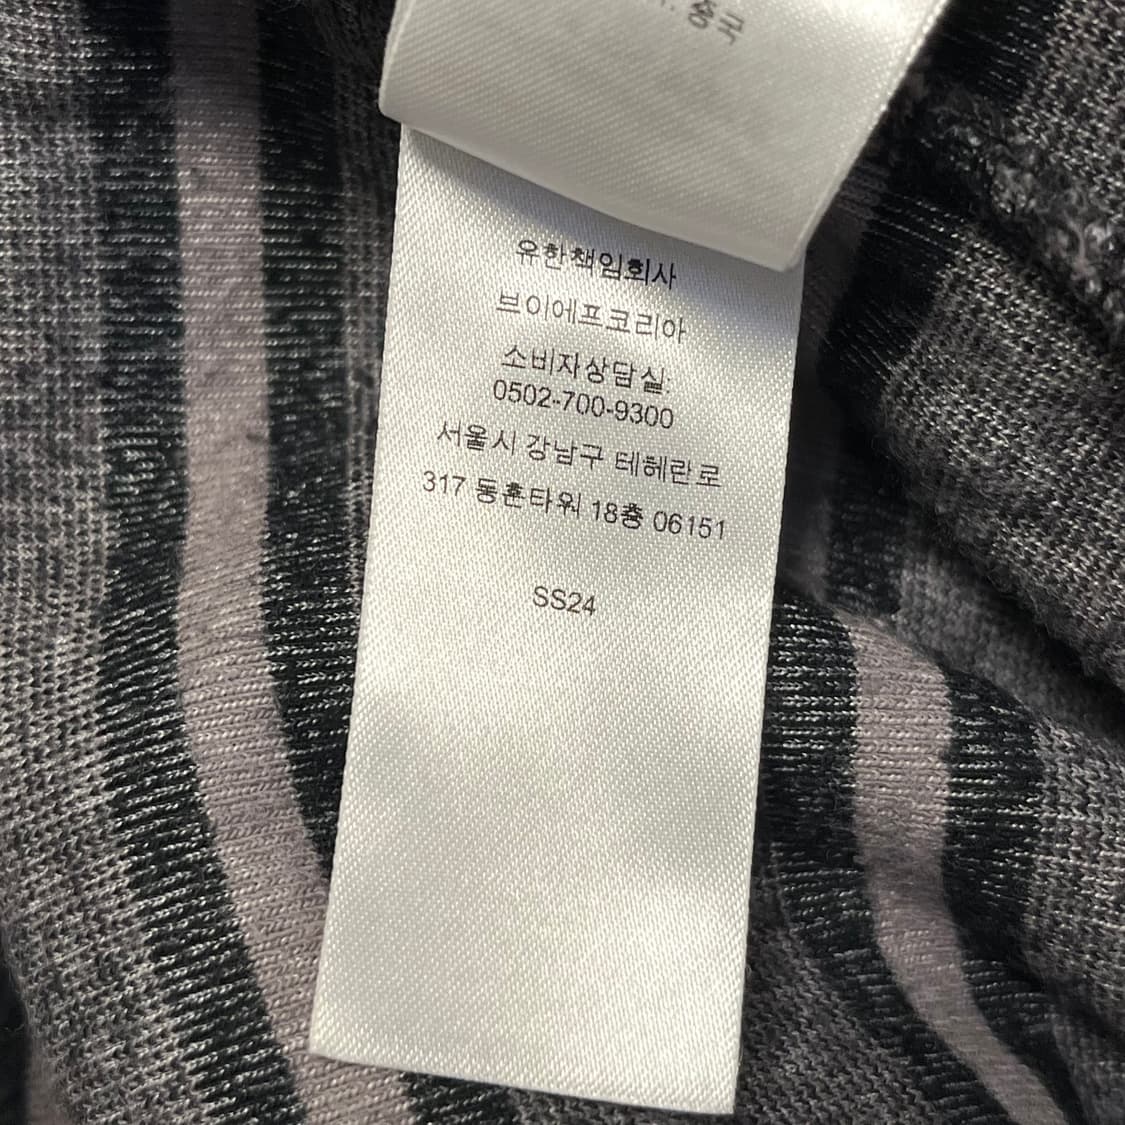 중국
유한책임회사
브이에프코리아
소비자상담실:
0502-700-9300
서울시 강남구 테헤란로
317 동훈타워 18층 06151
SS24